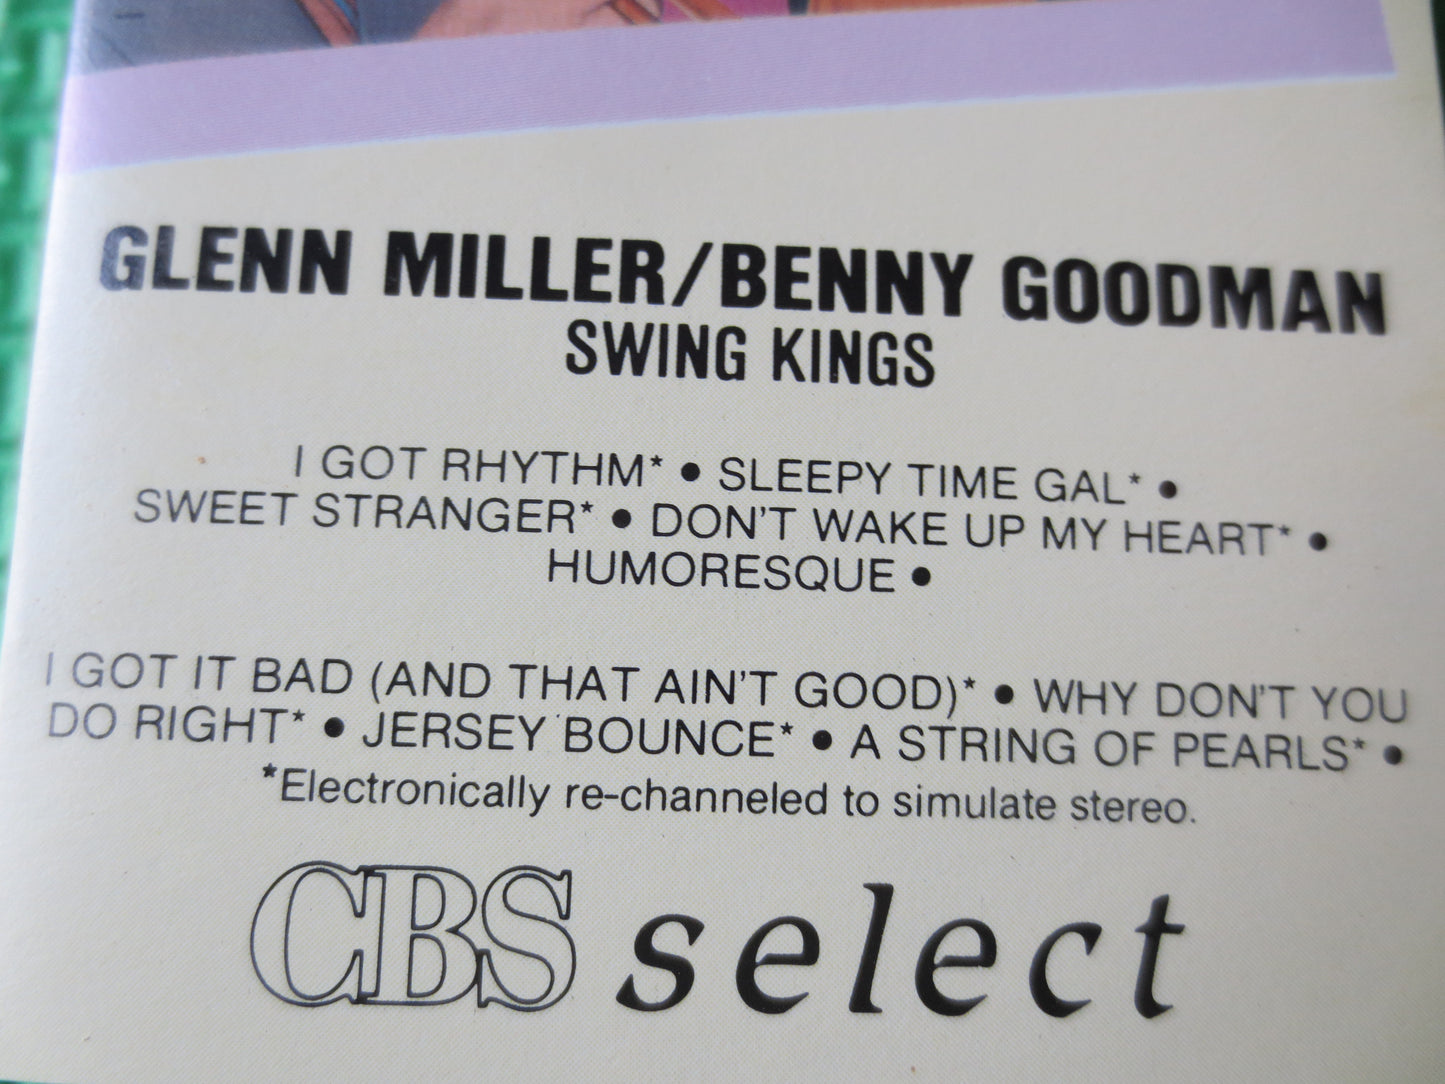 GLENN MILLER/BENNY GOODMAN
SWING KINGS
I GOT RHYTHM* • SLEEPY TIME GAL* •
SWEET STRANGER* • DON'T WAKE UP MY HEART* •
HUMORESQUE •
I GOT IT BAD (AND THAT AIN'T GOOD)* • WHY DON'T YOU
DO RIGHT* • JERSEY BOUNCE* • A STRING OF PEARLS* •
*Electronically re-channeled to simulate stereo.
CBS select